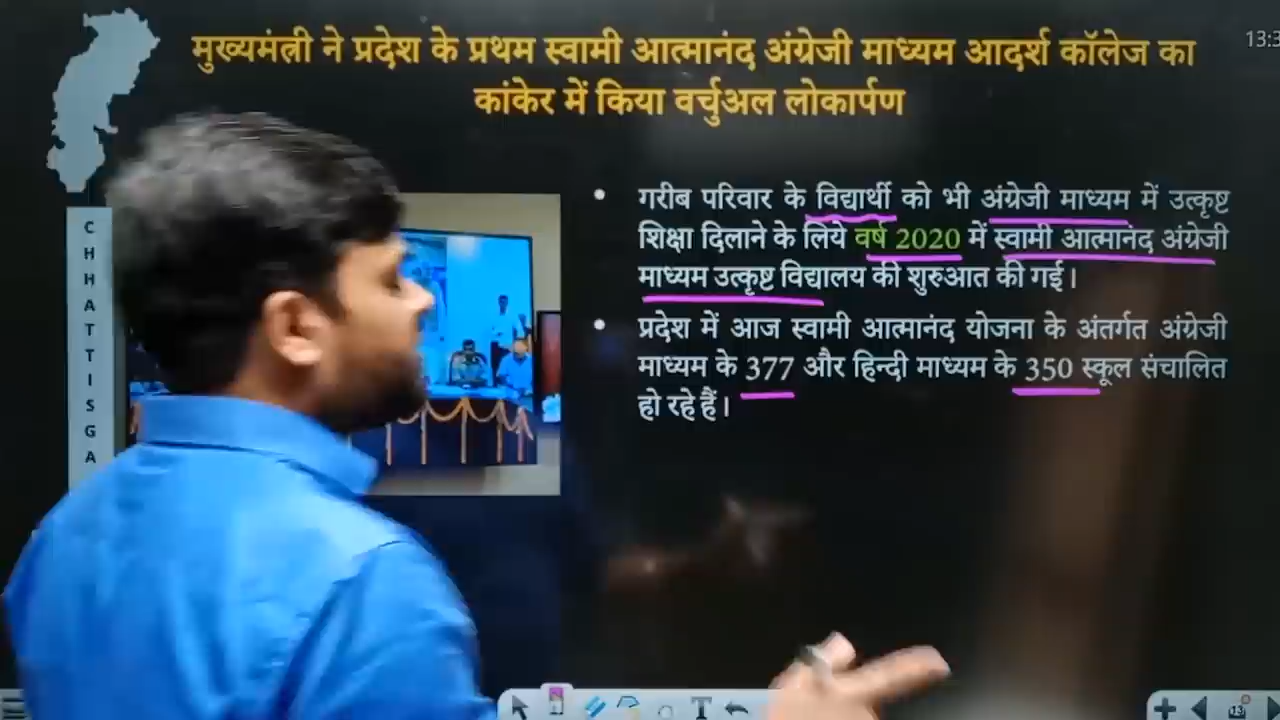 मुख्यमंत्री ने प्रदेश के प्रथम स्वामी आत्मानंद अंग्रेजी माध्यम आदर्श कॉलेज का
कांकेर में किया वर्चुअल लोकार्पण
13:3
CHHATTISGA
• गरीब परिवार के विद्यार्थी को भी अंग्रेजी माध्यम में उत्कृष्ट
शिक्षा दिलाने के लिये वर्ष 2020 में स्वामी आत्मानंद अंग्रेजी
माध्यम उत्कृष्ट विद्यालय की शुरुआत की गई।
• प्रदेश में आज स्वामी आत्मानंद योजना के अंतर्गत अंग्रेजी
माध्यम के 377 और हिन्दी माध्यम के 350 स्कूल संचालित
हो रहे हैं।